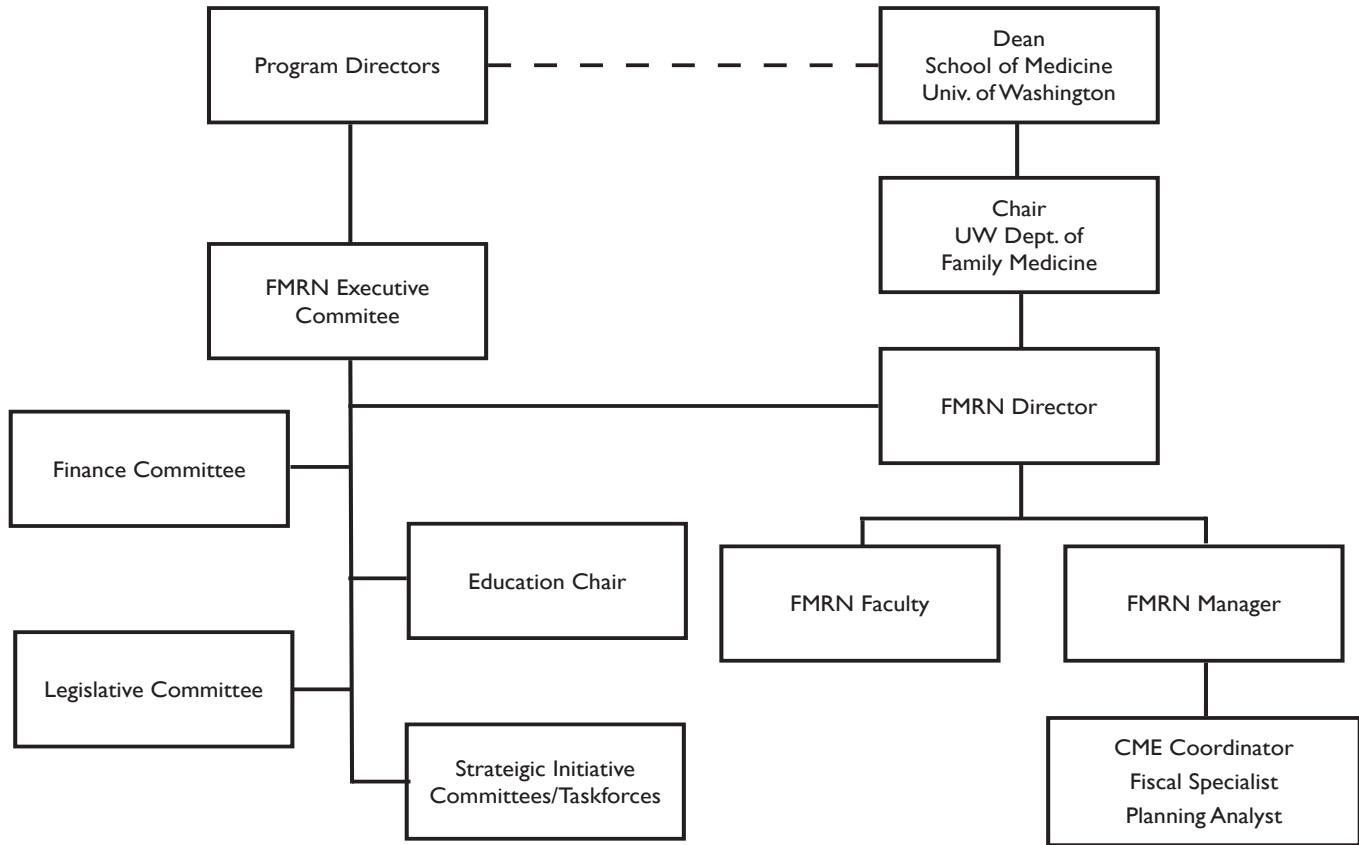 Program Directors
Dean
School of Medicine
Univ. of Washington
Chair
UW Dept. of
Family Medicine
FMRN Executive
Commitee
FMRN Director
Finance Committee
Education Chair
FMRN Faculty
FMRN Manager
Legislative Committee
Strateigic Initiative
Committees/Taskforces
CME Coordinator
Fiscal Specialist
Planning Analyst